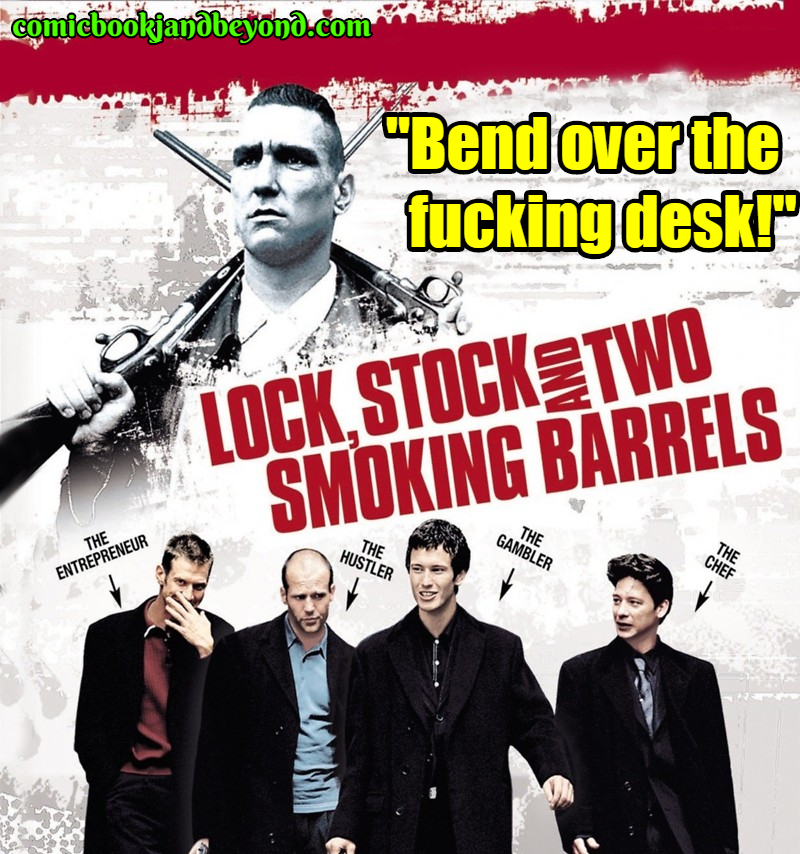 comicbookjandbeyond.com
"Bend over the
fucking desk!"
LOCK, STOCK AND TWO
SMOKING BARRELS
THE
ENTREPRENEUR
THE
HUSTLER
THE
GAMBLER
THE
CHEF